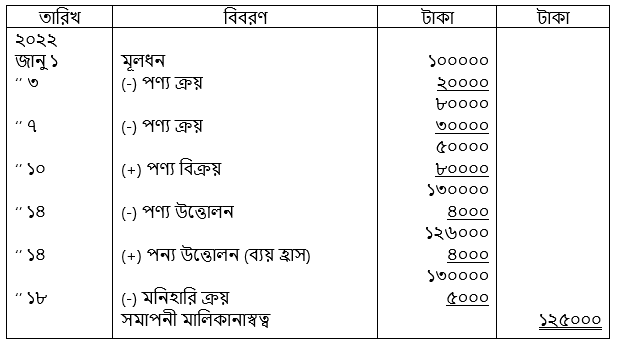 তারিখ বিবরণ টাকা টাকা
২০২২
জানু ১ মূলধন ১০০০০০
“ ৩ (-) পণ্য ক্রয় ২০০০০
৮০০০০
“ ৭ (-) পণ্য ক্রয় ৩০০০০
৫০০০০
“ ১০ (+) পণ্য বিক্রয় ৮০০০০
১৩০০০০
“ ১৪ (-) পণ্য উত্তোলন ৪০০০
১২৬০০০
“ ১৪ (+) পন্য উত্তোলন (ব্যয় হ্রাস) ৪০০০
১৩০০০০
“ ১৮ (-) মনিহারি ক্রয় ৫০০০
সমাপনী মালিকানাস্বত্ব ১২৫০০০